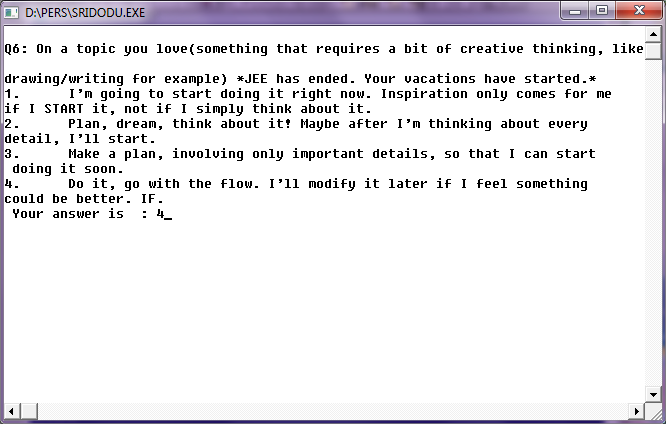 D:\PERS\SRIDODU.EXE
Q6: On a topic you love(something that requires a bit of creative thinking, like
drawing/writing for example) *JEE has ended. Your vacations have started.*
1.      I'm going to start doing it right now. Inspiration only comes for me
if I START it, not if I simply think about it.
2.      Plan, dream, think about it! Maybe after I'm thinking about every
detail, I'll start.
3.      Make a plan, involving only important details, so that I can start
 doing it soon.
4.      Do it, go with the flow. I'll modify it later if I feel something
could be better. IF.
 Your answer is  : 4_